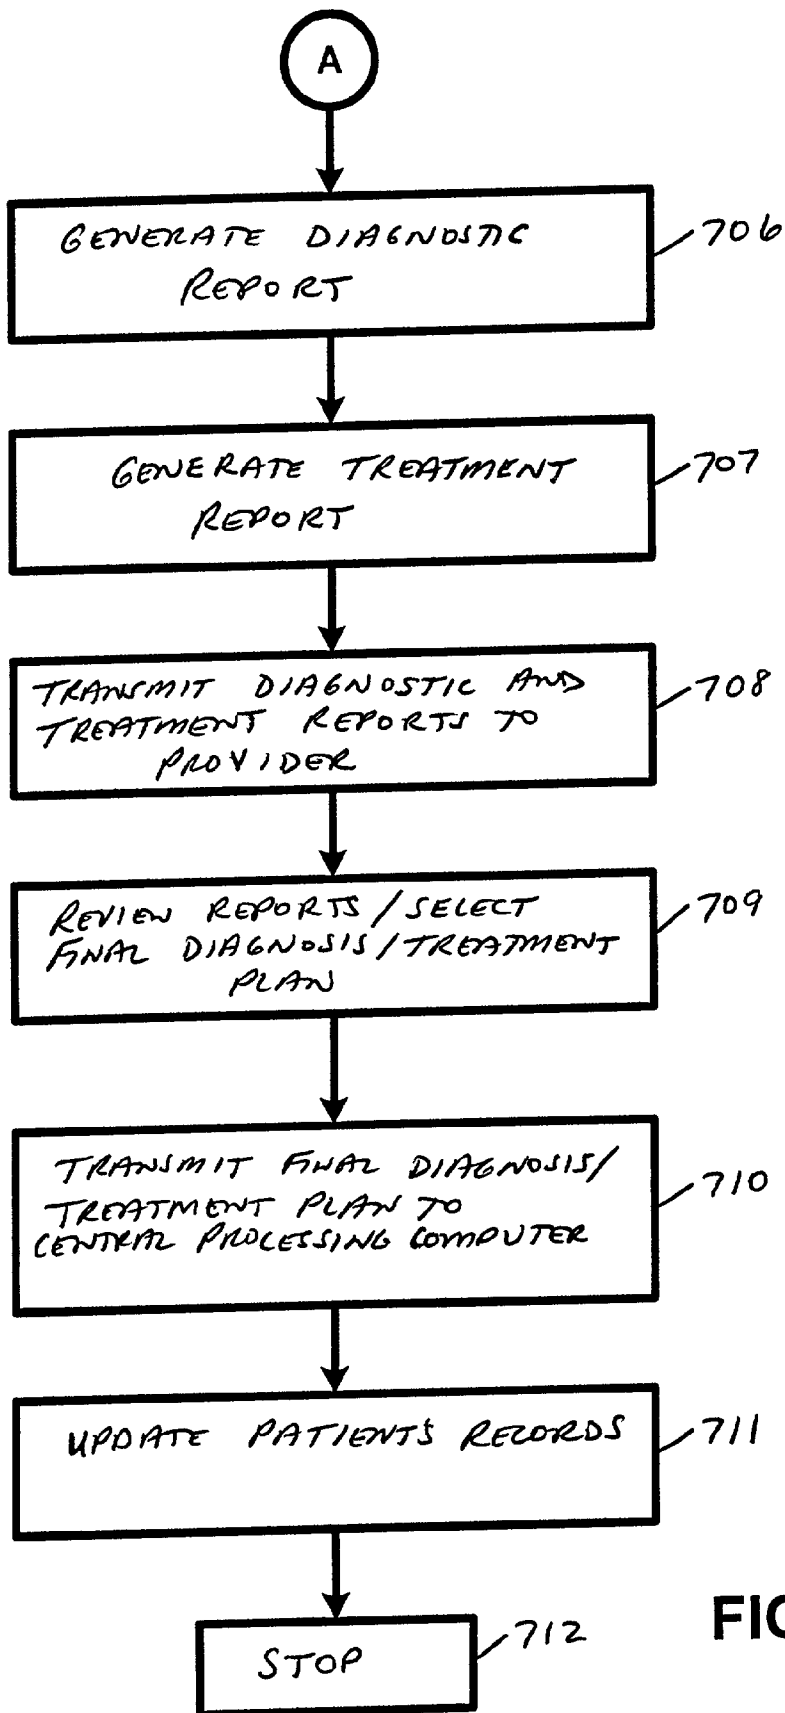 A
GENERATE DIAGNOSTIC
REPORT
706
GENERATE TREATMENT
REPORT
707
TRANSMIT DIAGNOSTIC AND
TREATMENT REPORTS TO
PROVIDER
708
REVIEW REPORTS/SELECT
FINAL DIAGNOSIS/TREATMENT
PLAN
709
TRANSMIT FINAL DIAGNOSIS/
TREATMENT PLAN TO
CENTRAL PROCESSING COMPUTER
710
UPDATE PATIENT'S RECORDS
711
STOP
712
FIG